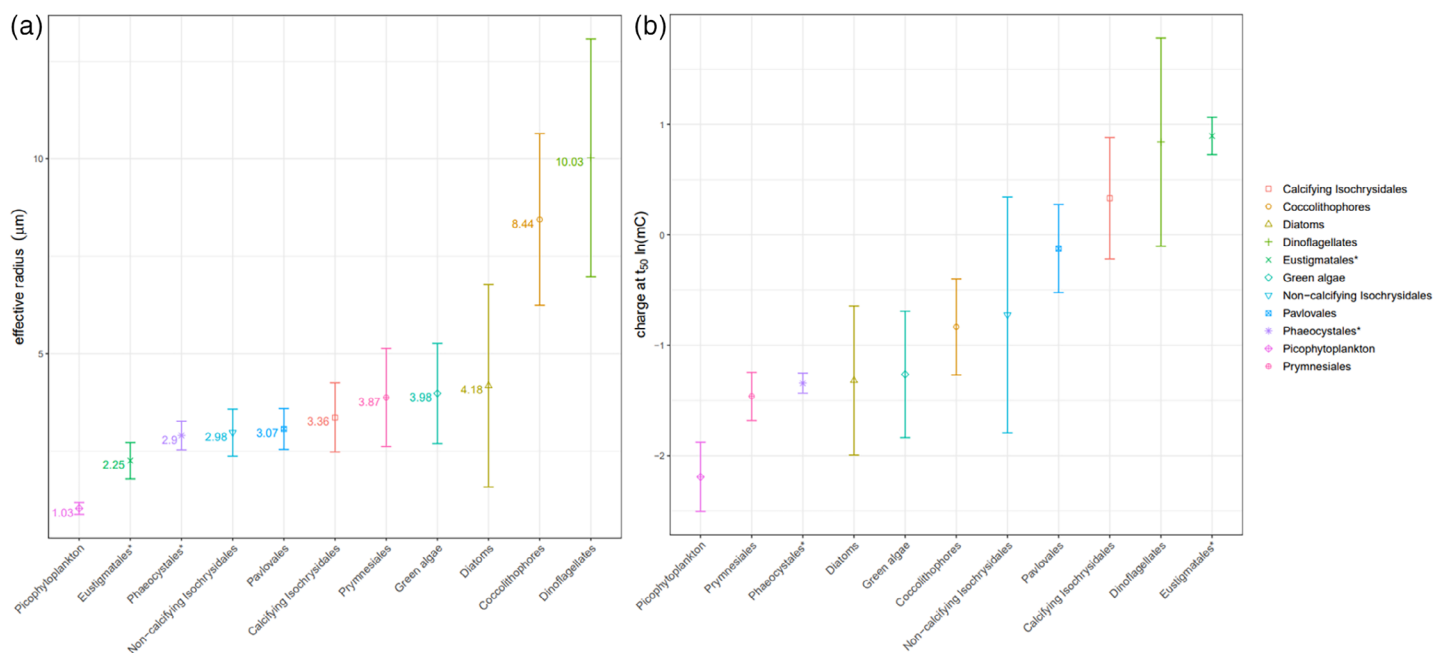 (a)
effective radius (μm)
10
5
1.03
2.25
2.9
2.98
3.07
3.36
3.87
3.98
4.18
8.44
10.03
Picophytoplankton
Eustigmatales*
Phaeocystales*
Non-calcifying Isochrysidales
Pavlovales
Calcifying Isochrysidales
Prymnesiales
Green algae
Diatoms
Coccolithophores
Dinoflagellates
(b)
charge at t50 ln(mC)
1
0
−1
−2
Picophytoplankton
Prymnesiales
Phaeocystales*
Diatoms
Green algae
Coccolithophores
Non-calcifying Isochrysidales
Pavlovales
Calcifying Isochrysidales
Dinoflagellates
Eustigmatales*
Calcifying Isochrysidales
Coccolithophores
Diatoms
Dinoflagellates
Eustigmatales*
Green algae
Non-calcifying Isochrysidales
Pavlovales
Phaeocystales*
Picophytoplankton
Prymnesiales